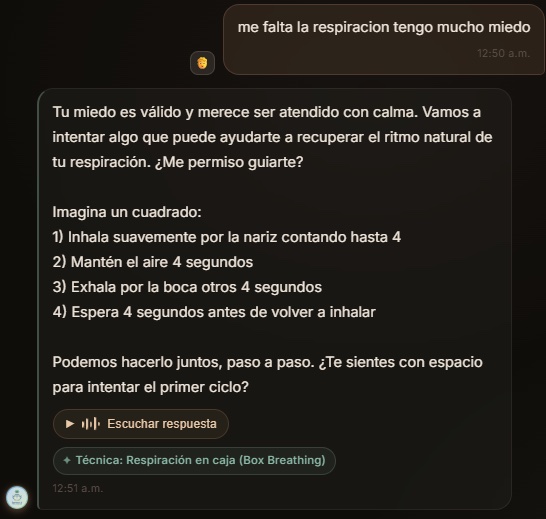 me falta la respiracion tengo mucho miedo
12:50 a.m.
Tu miedo es válido y merece ser atendido con calma. Vamos a
intentar algo que puede ayudarte a recuperar el ritmo natural de
tu respiración. ¿Me permiso guiarte?
Imagina un cuadrado:
1) Inhala suavemente por la nariz contando hasta 4
2) Mantén el aire 4 segundos
3) Exhala por la boca otros 4 segundos
4) Espera 4 segundos antes de volver a inhalar
Podemos hacerlo juntos, paso a paso. ¿Te sientes con espacio
para intentar el primer ciclo?
Escuchar respuesta
Técnica: Respiración en caja (Box Breathing)
12:51 a.m.